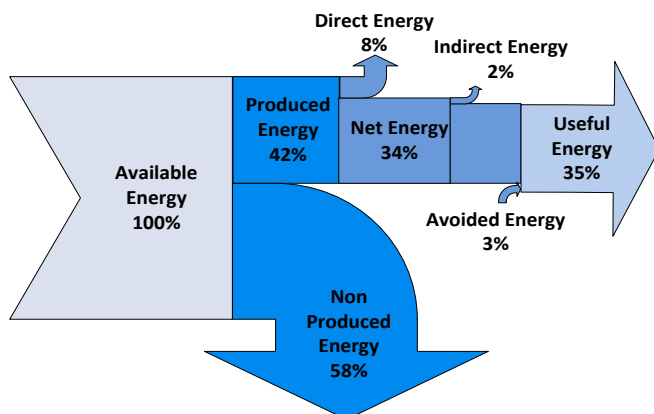 Direct Energy
8%
Indirect Energy
2%
Produced
Energy
42%
Net Energy
34%
Useful
Energy
35%
Available
Energy
100%
Avoided Energy
3%
Non
Produced
Energy
58%